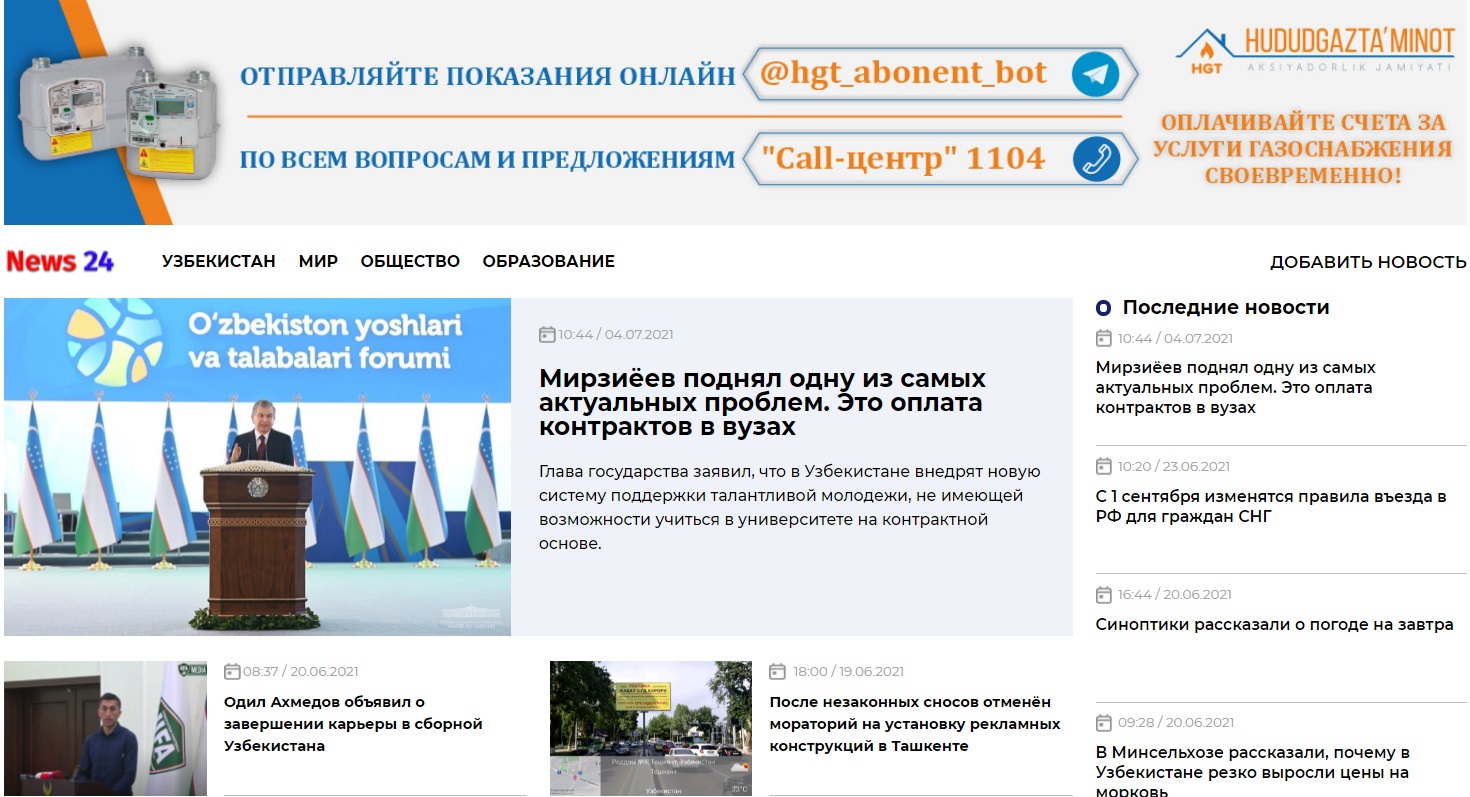 ОТПРАВЛЯЙТЕ ПОКАЗАНИЯ ОНЛАЙН
@hgt_abonent_bot
ПО ВСЕМ ВОПРОСАМ И ПРЕДЛОЖЕНИЯМ
"Call-центр" 1104
HGT
HUDUDGAZTA'MINOT
AKSIYADORLIK JAMIYATI
ОПЛАЧИВАЙТЕ СЧЕТА ЗА
УСЛУГИ ГАЗОСНАБЖЕНИЯ
СВОЕВРЕМЕННО!
News 24
УЗБЕКИСТАН МИР ОБЩЕСТВО ОБРАЗОВАНИЕ
ДОБАВИТЬ НОВОСТЬ
O‘zbekiston yoshlari
va talabalari forumi
10:44 / 04.07.2021
Мирзиёев поднял одну из самых
актуальных проблем. Это оплата
контрактов в вузах
Глава государства заявил, что в Узбекистане внедрят новую
систему поддержки талантливой молодежи, не имеющей
возможности учиться в университете на контрактной
основе.
08:37 / 20.06.2021
Одил Ахмедов объявил о
завершении карьеры в сборной
Узбекистана
18:00 / 19.06.2021
После незаконных сносов отменён
мораторий на установку рекламных
конструкций в Ташкенте
Роддом №5, Ташкент, Узбекистан
Ташкент
Узбекистан
33°C
Последние новости
10:44 / 04.07.2021
Мирзиёев поднял одну из самых
актуальных проблем. Это оплата
контрактов в вузах
10:20 / 23.06.2021
С 1 сентября изменятся правила въезда в
РФ для граждан СНГ
16:44 / 20.06.2021
Синоптики рассказали о погоде на завтра
09:28 / 20.06.2021
В Минсельхозе рассказали, почему в
Узбекистане резко выросли цены на
морковь